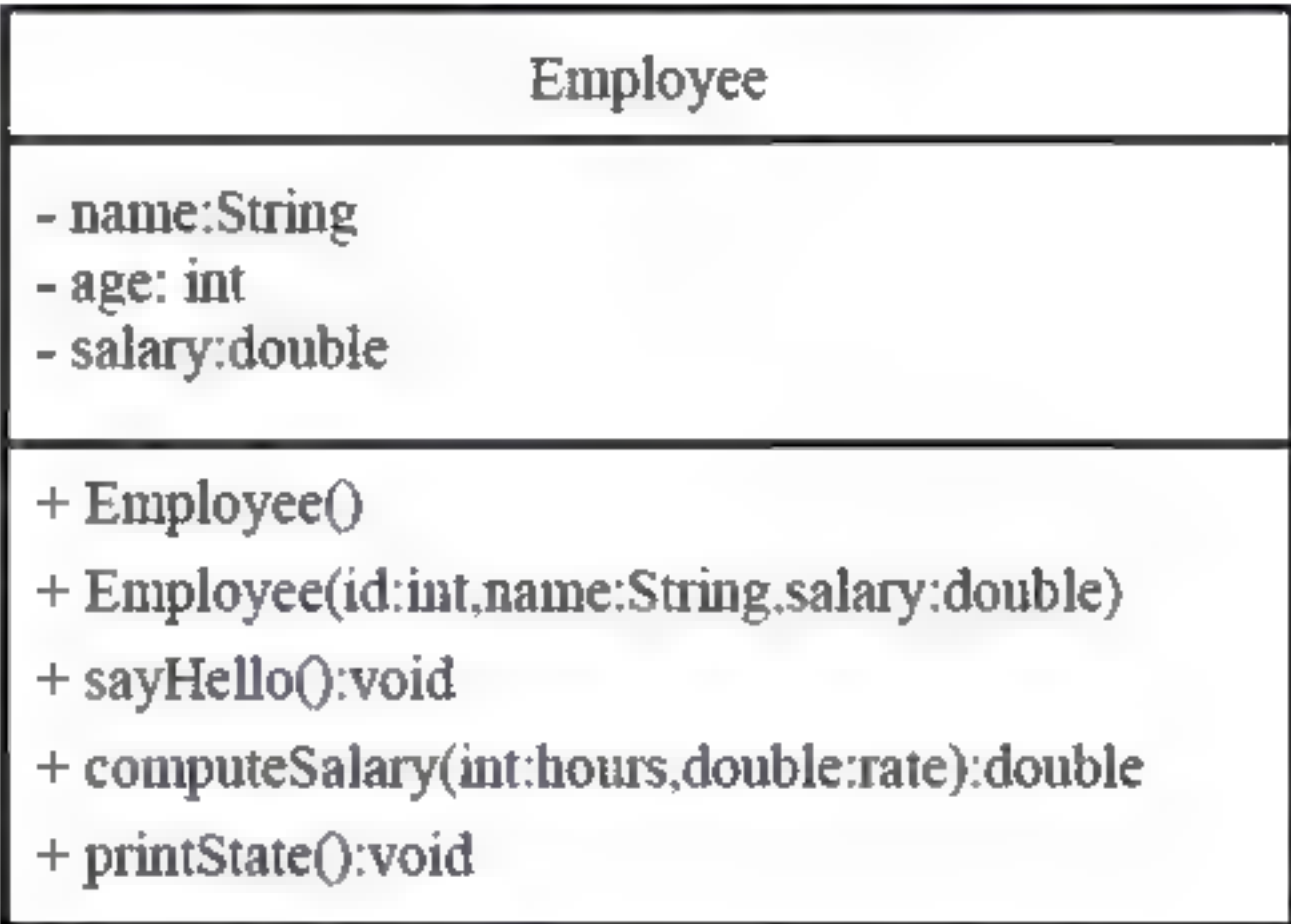 Employee
- name:String
- age: int
- salary:double
+ Employee()
+ Employee(id:int,name:String,salary:double)
+ sayHello():void
+ computeSalary(int:hours,double:rate):double
+ printState():void